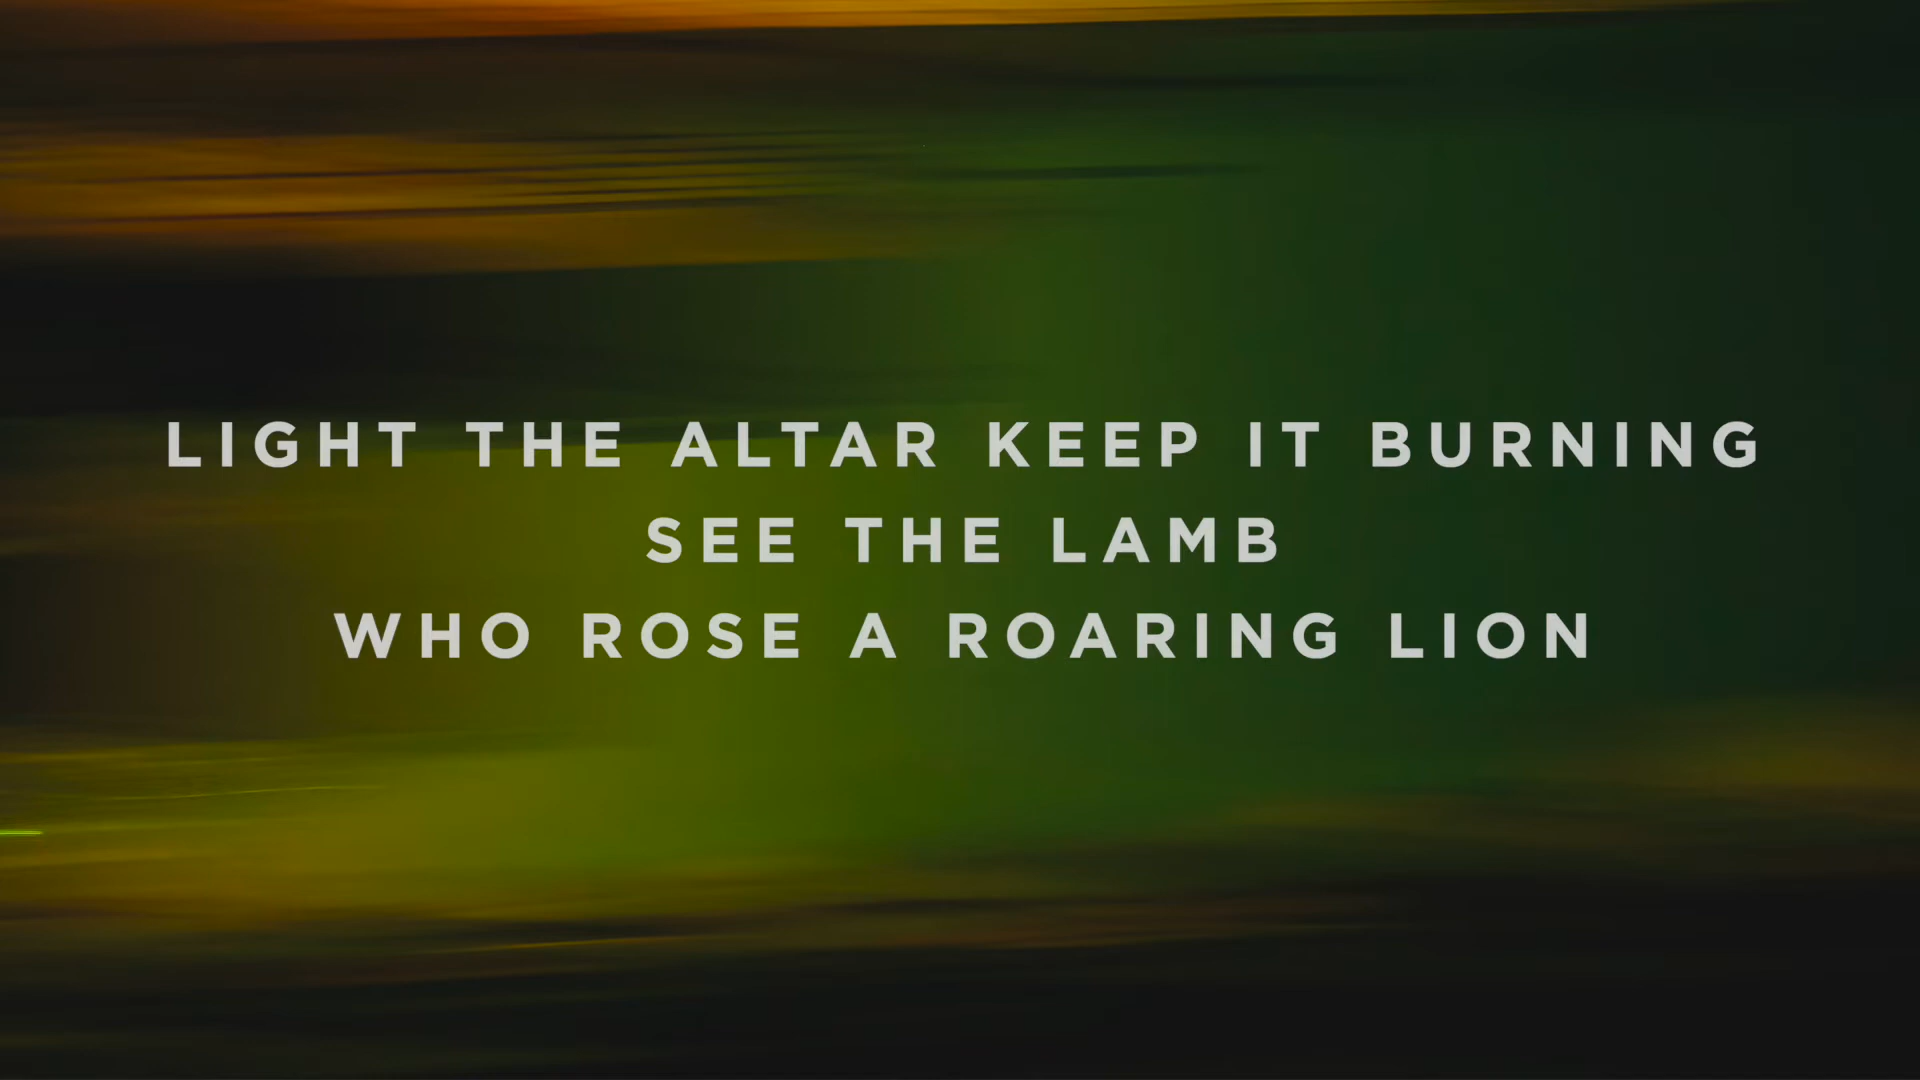 LIGHT THE ALTAR KEEP IT BURNING
SEE THE LAMB
WHO ROSE A ROARING LION